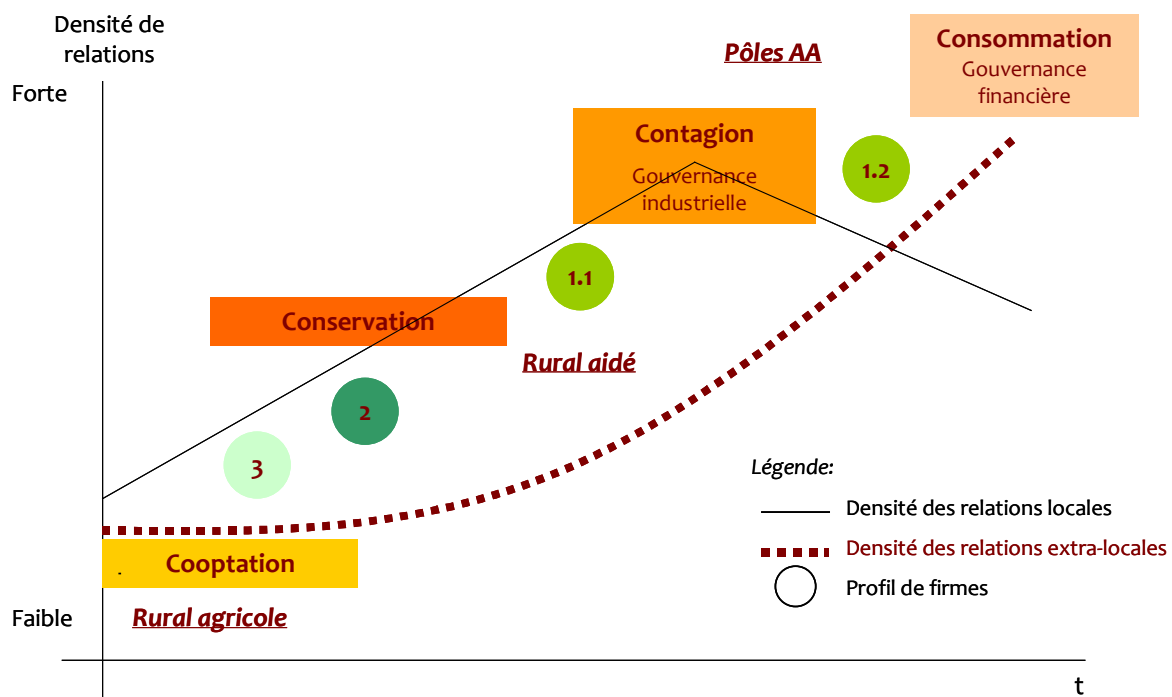 Densité de
relations
Forte
Pôles AA
Consommation
Gouvernance
financière
Contagion
Gouvernance
industrielle
1.2
1.1
Conservation
Rural aidé
2
3
Légende:
Densité des relations locales
Densité des relations extra-locales
Profil de firmes
Cooptation
.
Faible
Rural agricole
t